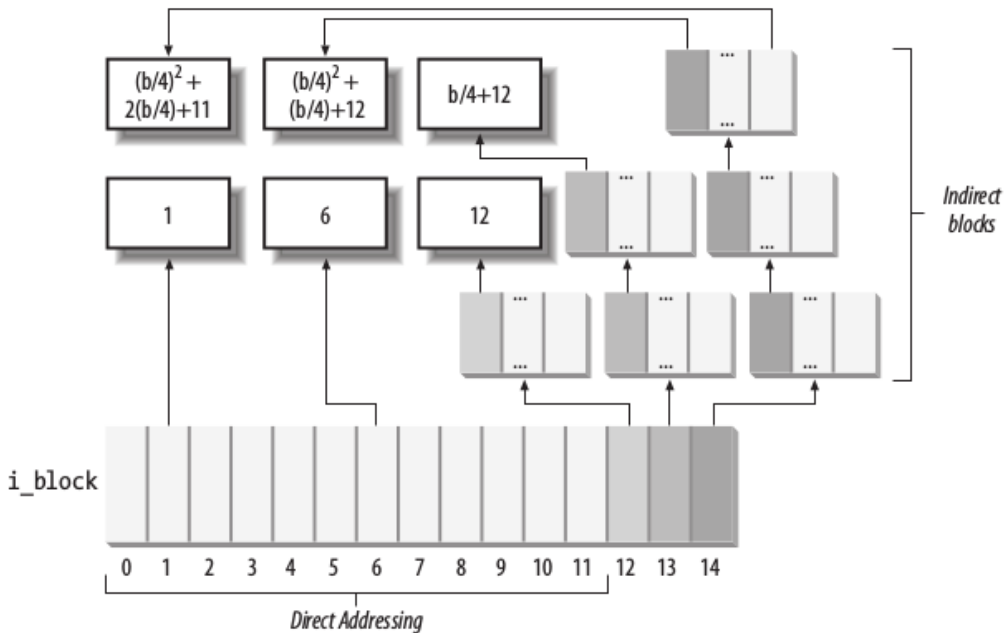 (b/4)² +
2(b/4)+11
(b/4)² +
(b/4)+12
b/4+12
...
...
1
6
12
...
...
...
...
Indirect
blocks
...
...
...
...
...
...
i_block
0 1 2 3 4 5 6 7 8 9 10 11 12 13 14
Direct Addressing